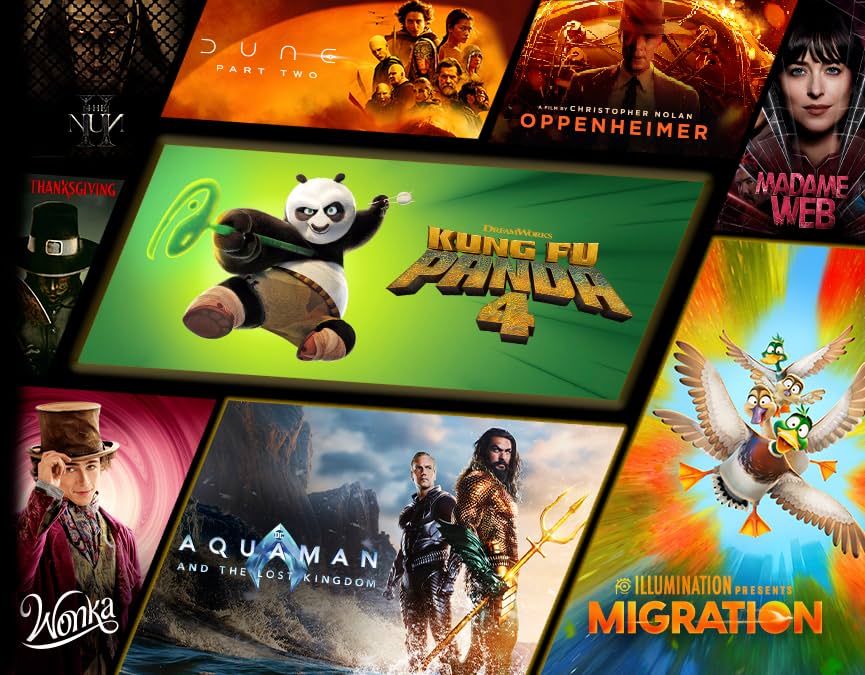 THE
NUN
II
DUNE
PART TWO
A FILM BY CHRISTOPHER NOLAN
OPPENHEIMER
MADAME
WEB
THANKSGIVING
DREAMWORKS
KUNG FU
PANDA
4
Wonka
DC
AQUAMAN
AND THE LOST KINGDOM
ILLUMINATION PRESENTS
MIGRATION